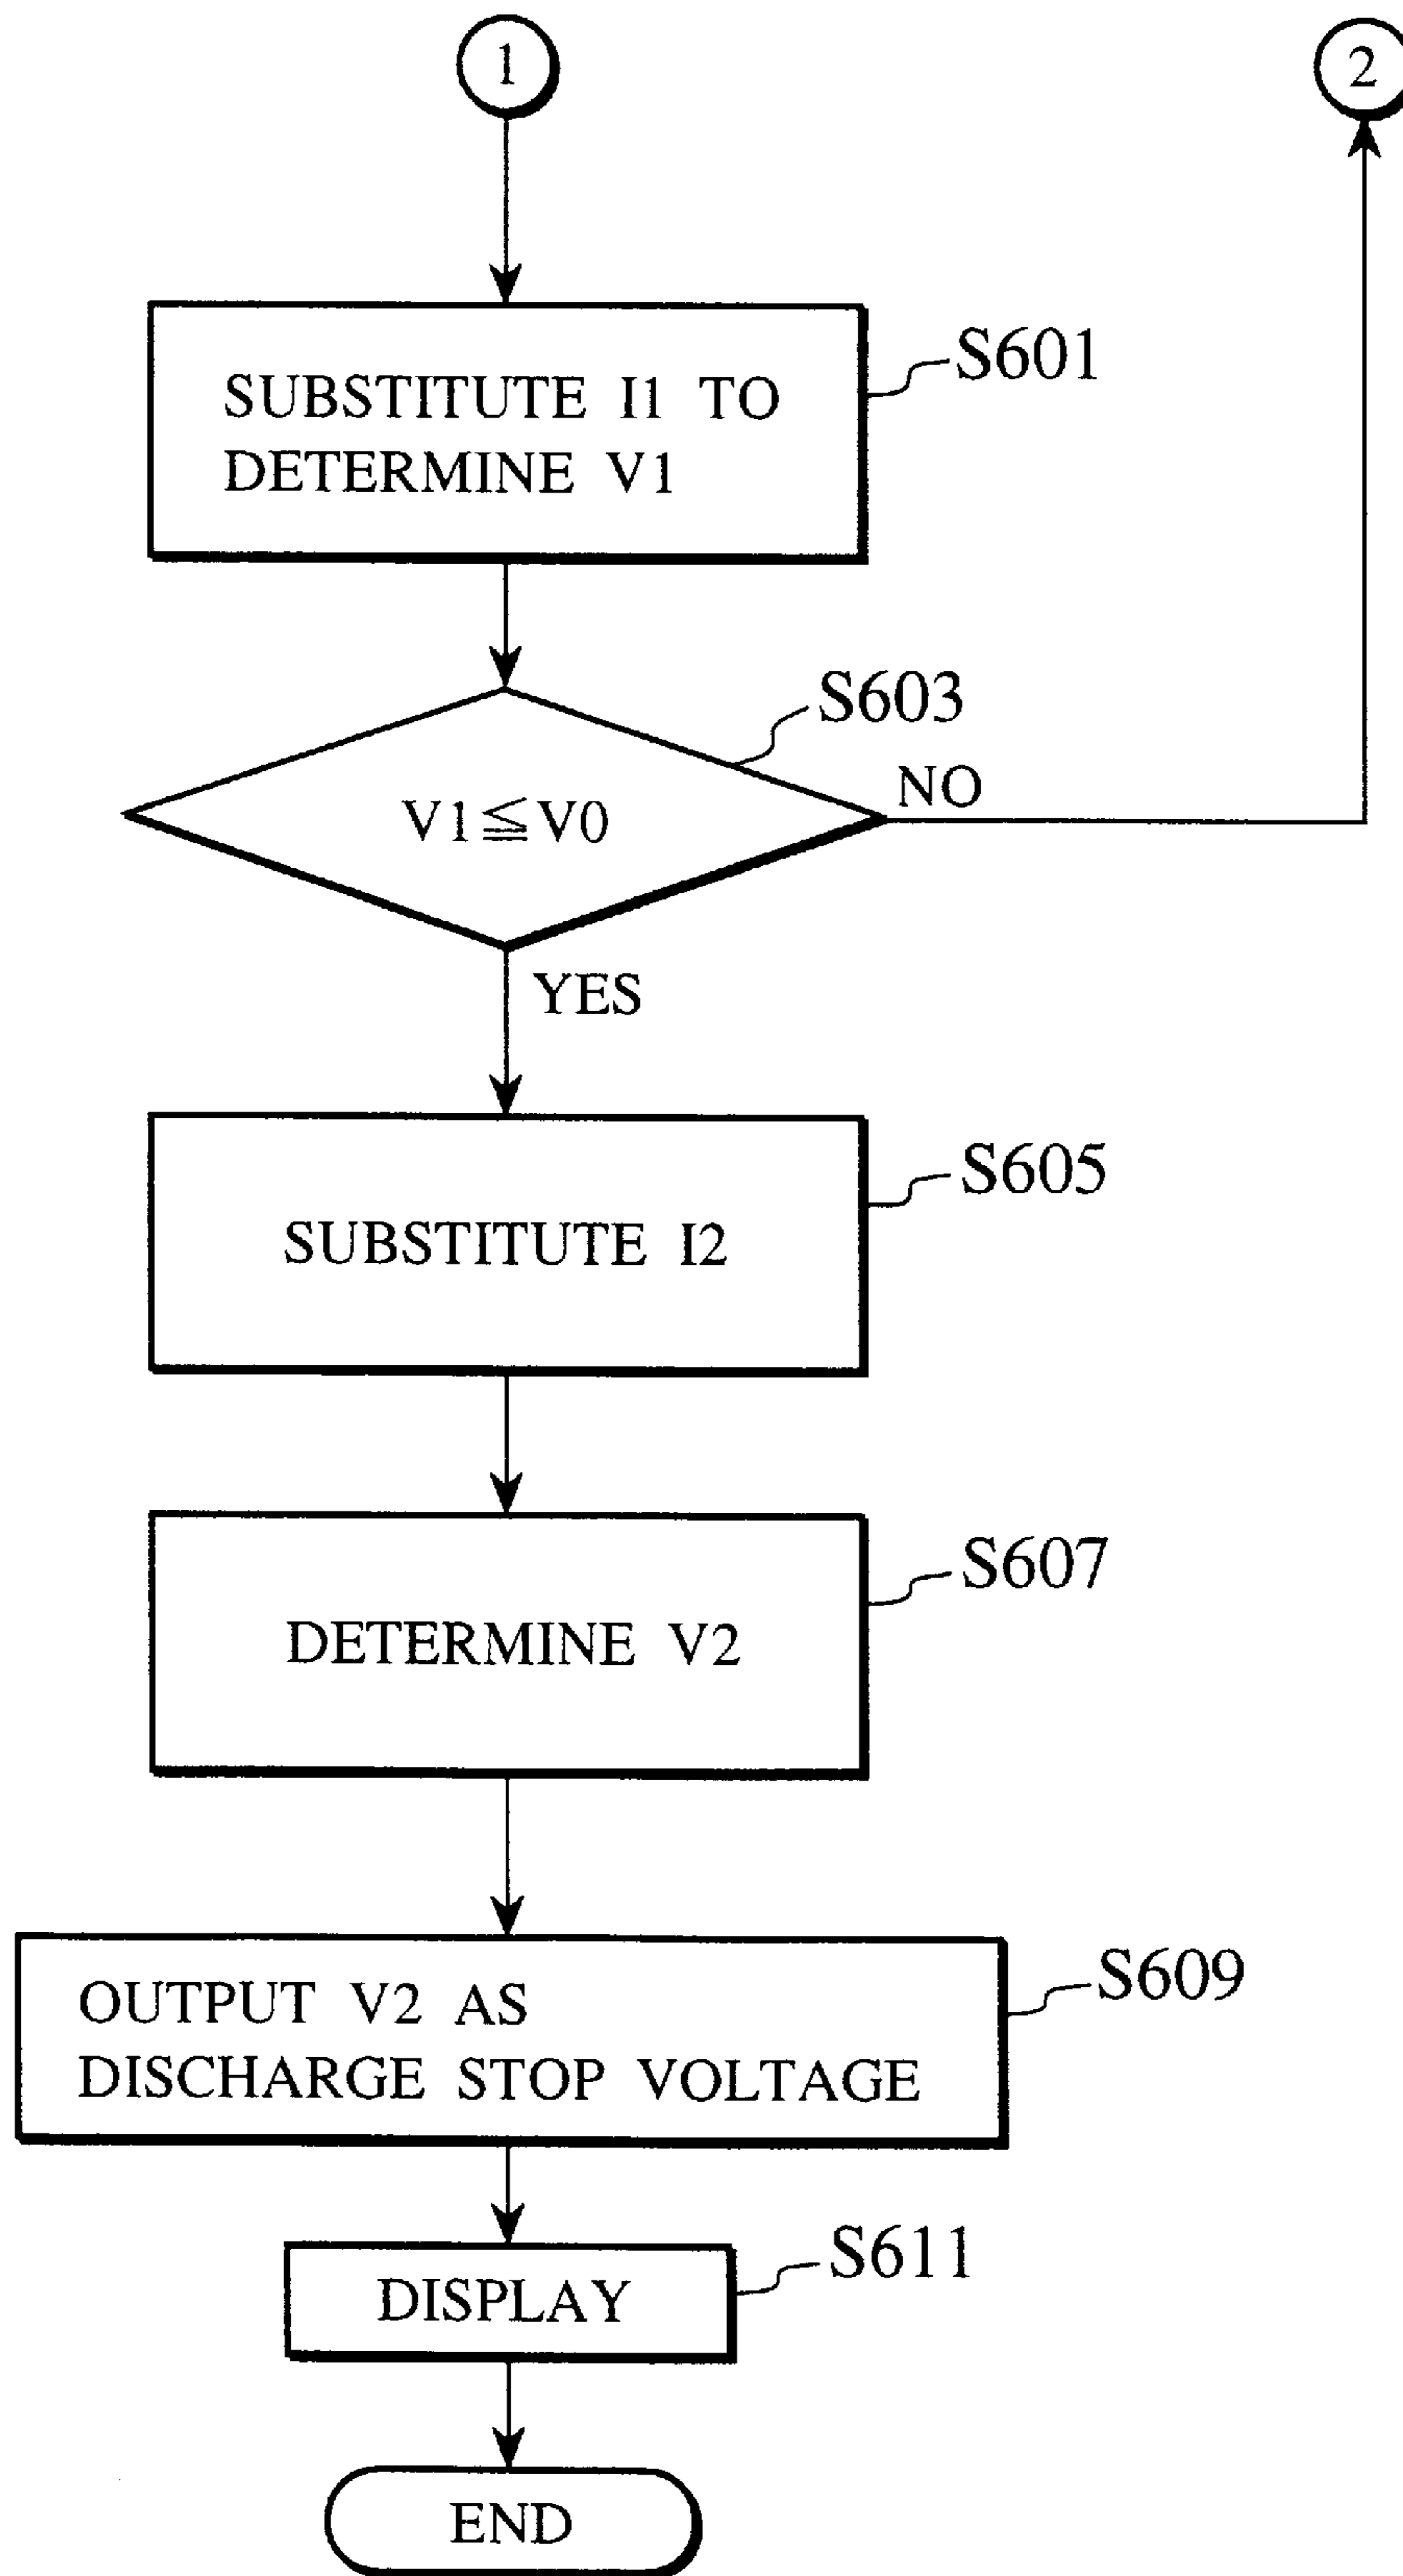 1
2
SUBSTITUTE I1 TO
DETERMINE V1
S601
S603
V1≦V0
NO
YES
SUBSTITUTE I2
S605
DETERMINE V2
S607
OUTPUT V2 AS
DISCHARGE STOP VOLTAGE
S609
DISPLAY
S611
END